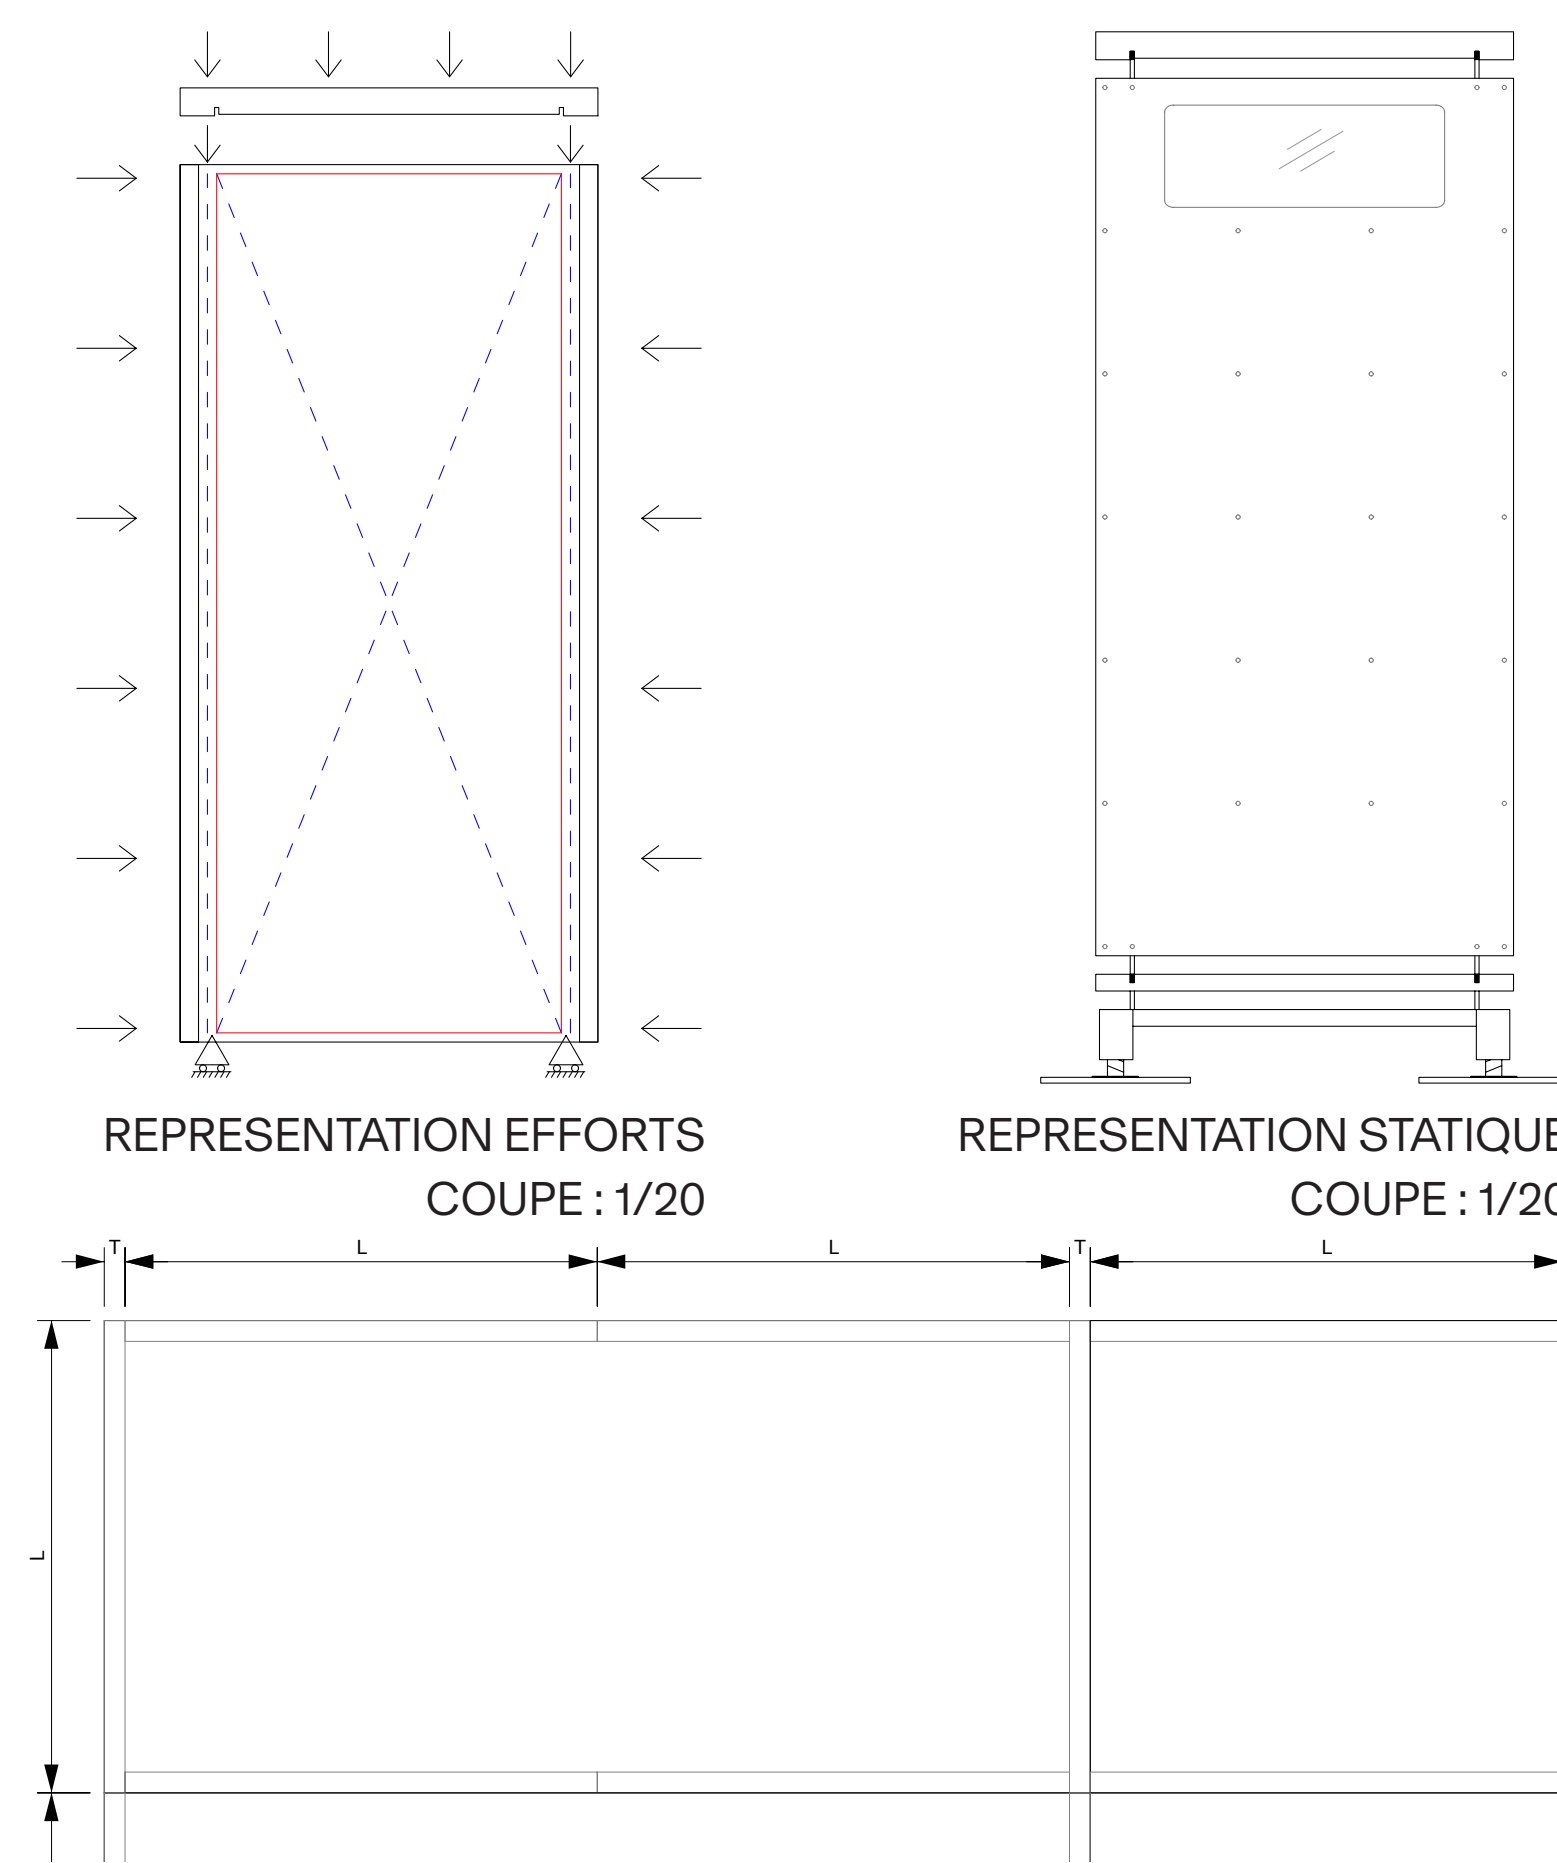 REPRESENTATION EFFORTS
COUPE : 1/20
REPRESENTATION STATIQUE
COUPE : 1/20
T
L
L
T
L
L